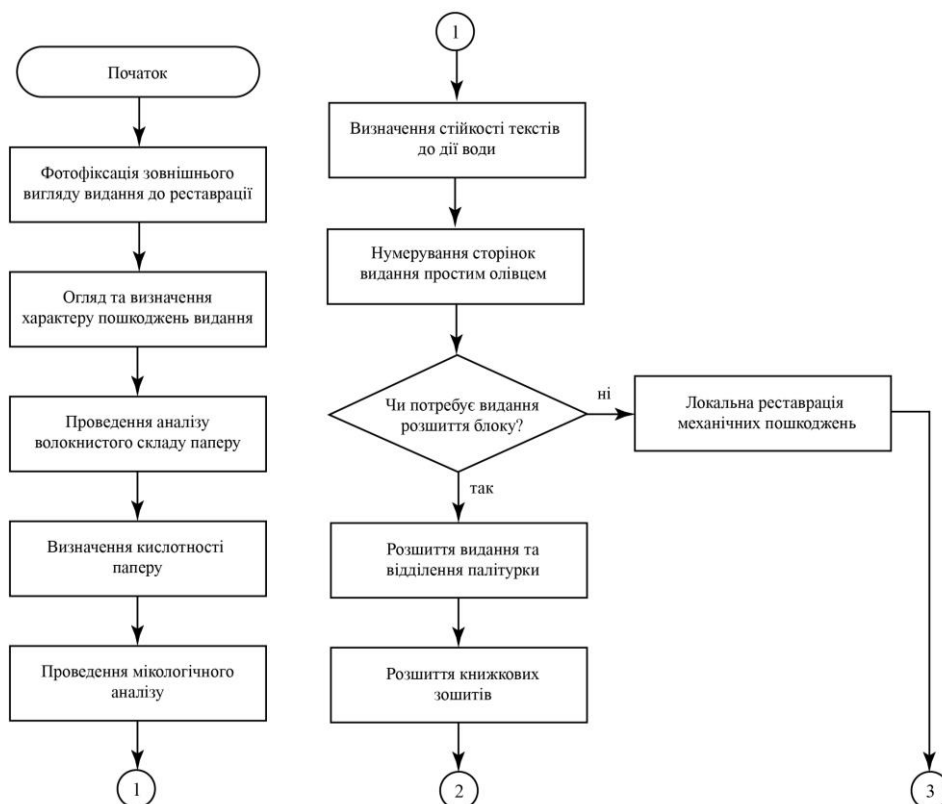 Початок
Фотофіксація зовнішнього
вигляду видання до реставрації
Огляд та визначення
характеру пошкоджень видання
Проведення аналізу
волокнистого складу паперу
Визначення кислотності
паперу
Проведення мікологічного
аналізу
1
1
Визначення стійкості текстів
до дії води
Нумерування сторінок
видання простим олівцем
Чи потребує видання
розшиття блоку?
ні
Локальна реставрація
механічних пошкоджень
так
Розшиття видання та
відділення палітурки
Розшиття книжкових
зошитів
2
3